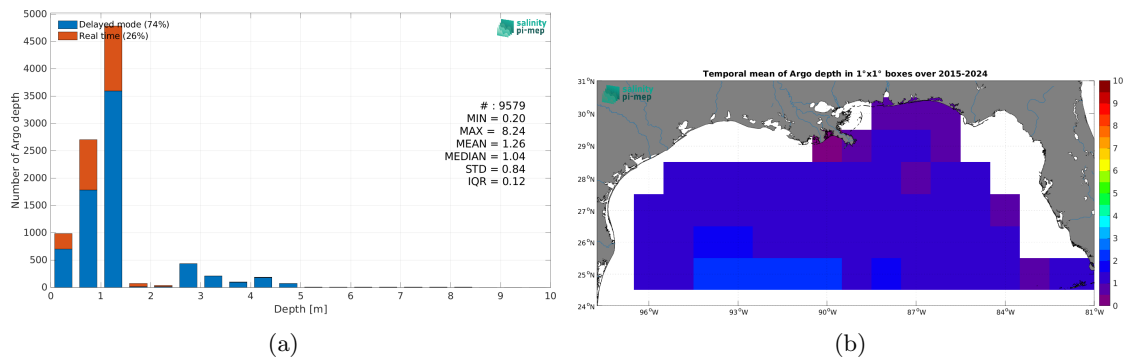 5000
4500
4000
3500
3000
2500
2000
1500
1000
500
0
Number of Argo depth
Delayed mode (74%)
Real time (26%)
salinity
pi-mep
# : 9579
MIN = 0.20
MAX = 8.24
MEAN = 1.26
MEDIAN = 1.04
STD = 0.84
IQR = 0.12
0 1 2 3 4 5 6 7 8 9 10
Depth [m]
(a)
Temporal mean of Argo depth in 1°x1° boxes over 2015-2024
salinity
pi-mep
31°N
30°N
29°N
28°N
27°N
26°N
25°N
24°N
96°W 93°W 90°W 87°W 84°W 81°W
10
9
8
7
6
5
4
3
2
1
0
(b)